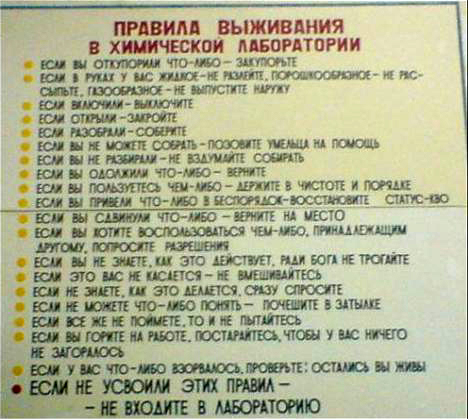 ПРАВИЛА ВЫЖИВАНИЯ
В ХИМИЧЕСКОЙ ЛАБОРАТОРИИ
ЕСЛИ ВЫ ОТКУПОРИЛИ ЧТО-ЛИБО – ЗАКУПОРЬТЕ
ЕСЛИ В РУКАХ У ВАС ЖИДКОЕ – НЕ РАЗЛЕЙТЕ, ПОРОШКООБРАЗНОЕ – НЕ РАС-
СЫПЬТЕ, ГАЗООБРАЗНОЕ – НЕ ВЫПУСТИТЕ НАРУЖУ
ЕСЛИ ВКЛЮЧИЛИ – ВЫКЛЮЧИТЕ
ЕСЛИ ОТКРЫЛИ – ЗАКРОЙТЕ
ЕСЛИ РАЗОБРАЛИ – СОБЕРИТЕ
ЕСЛИ ВЫ НЕ МОЖЕТЕ СОБРАТЬ – ПОЗОВИТЕ УМЕЛЬЦА НА ПОМОЩЬ
ЕСЛИ ВЫ НЕ РАЗБИРАЛИ – НЕ ВЗДУМАЙТЕ СОБИРАТЬ
ЕСЛИ ВЫ ОДОЛЖИЛИ ЧТО-ЛИБО – ВЕРНИТЕ
ЕСЛИ ВЫ ПОЛЬЗУЕТЕСЬ ЧЕМ-ЛИБО – ДЕРЖИТЕ В ЧИСТОТЕ И ПОРЯДКЕ
ЕСЛИ ВЫ ПРИВЕЛИ ЧТО-ЛИБО В БЕСПОРЯДОК – ВОССТАНОВИТЕ СТАТУС-КВО
ЕСЛИ ВЫ СДВИНУЛИ ЧТО-ЛИБО – ВЕРНИТЕ НА МЕСТО
ЕСЛИ ВЫ ХОТИТЕ ВОСПОЛЬЗОВАТЬСЯ ЧЕМ-ЛИБО, ПРИНАДЛЕЖАЩИМ
ДРУГОМУ, ПОПРОСИТЕ РАЗРЕШЕНИЯ
ЕСЛИ ВЫ НЕ ЗНАЕТЕ, КАК ЭТО ДЕЙСТВУЕТ, РАДИ БОГА НЕ ТРОГАЙТЕ
ЕСЛИ ЭТО ВАС НЕ КАСАЕТСЯ – НЕ ВМЕШИВАЙТЕСЬ
ЕСЛИ НЕ ЗНАЕТЕ, КАК ЭТО ДЕЛАЕТСЯ, СРАЗУ СПРОСИТЕ
ЕСЛИ НЕ МОЖЕТЕ ЧТО-ЛИБО ПОНЯТЬ – ПОЧЕШИТЕ В ЗАТЫЛКЕ
ЕСЛИ ВСЕ ЖЕ НЕ ПОЙМЕТЕ, ТО И НЕ ПЫТАЙТЕСЬ
ЕСЛИ ВЫ ГОРИТЕ НА РАБОТЕ, ПОСТАРАЙТЕСЬ, ЧТОБЫ У ВАС НИЧЕГО
НЕ ЗАГОРАЛОСЬ
ЕСЛИ У ВАС ЧТО-ЛИБО ВЗОРВАЛОСЬ, ПРОВЕРЬТЕ: ОСТАЛИСЬ ВЫ ЖИВЫ
ЕСЛИ НЕ УСВОИЛИ ЭТИХ ПРАВИЛ –
– НЕ ВХОДИТЕ В ЛАБОРАТОРИЮ